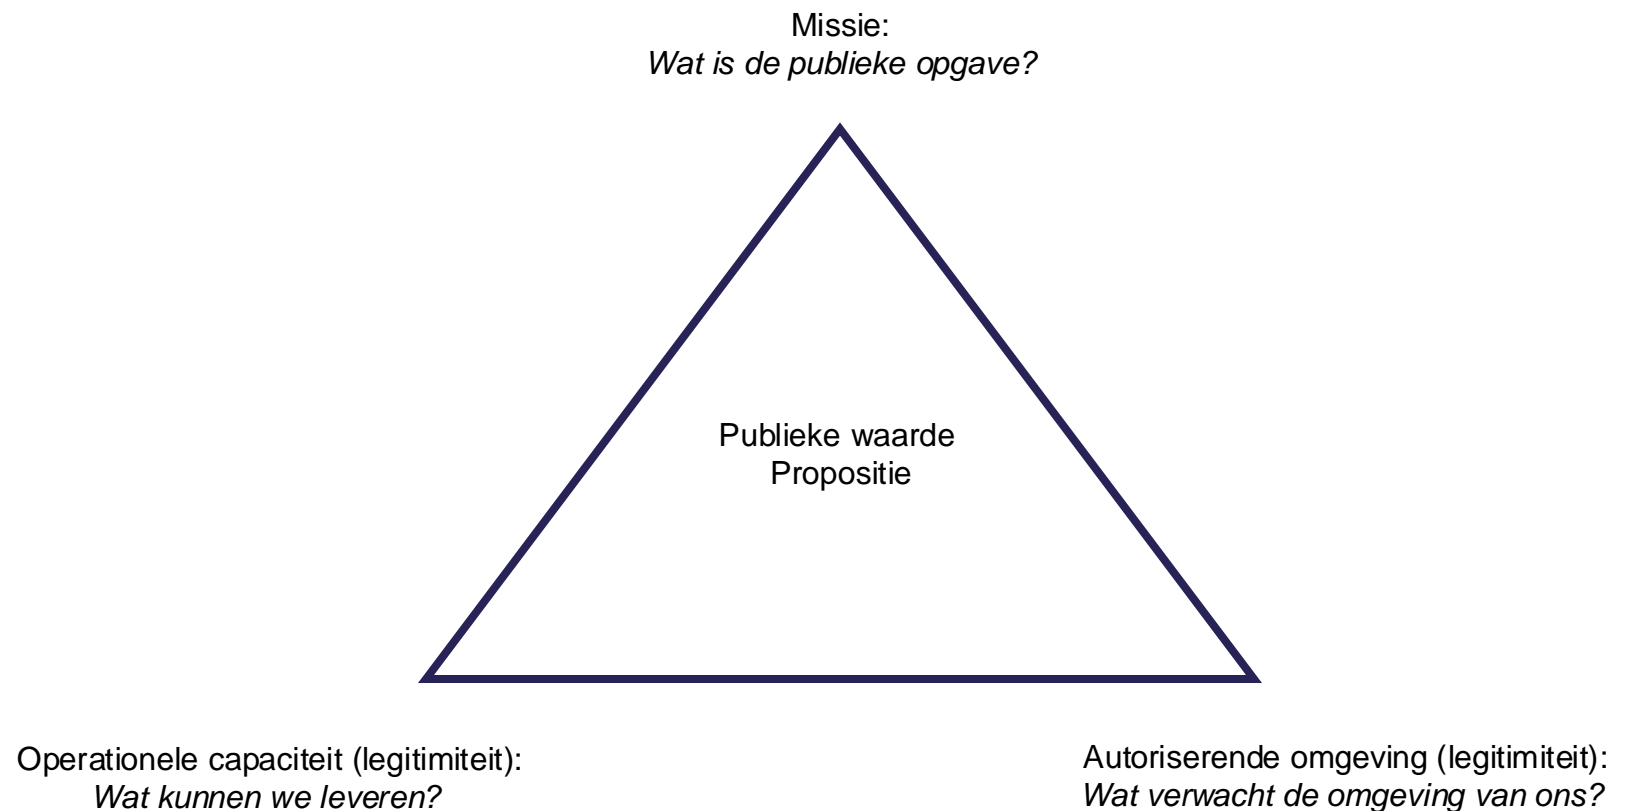 Missie:
Wat is de publieke opgave?
Publieke waarde
Propositie
Operationele capaciteit (legitimiteit):
Wat kunnen we leveren?
Autoriserende omgeving (legitimiteit):
Wat verwacht de omgeving van ons?